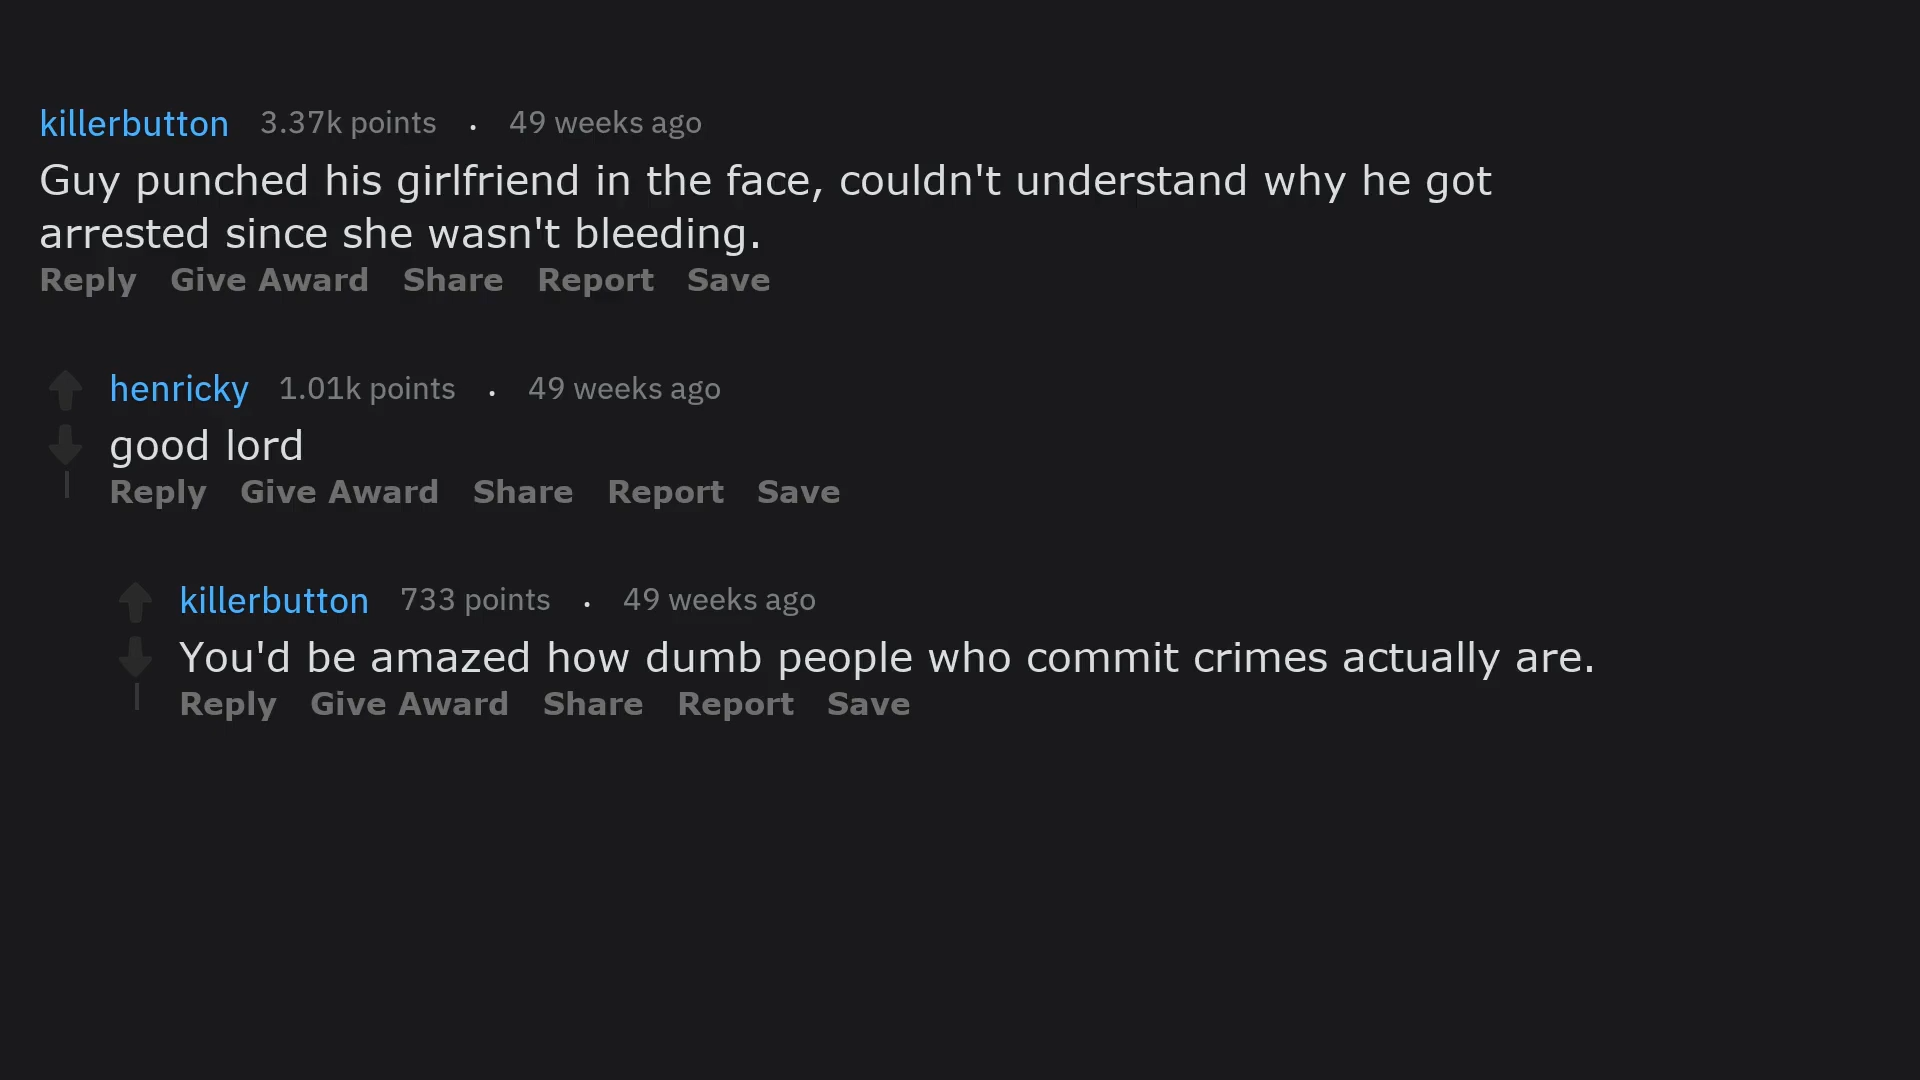 killerbutton 3.37k points . 49 weeks ago
Guy punched his girlfriend in the face, couldn't understand why he got
arrested since she wasn't bleeding.
Reply Give Award Share Report Save
henricky 1.01k points . 49 weeks ago
good lord
Reply Give Award Share Report Save
killerbutton 733 points . 49 weeks ago
You'd be amazed how dumb people who commit crimes actually are.
Reply Give Award Share Report Save